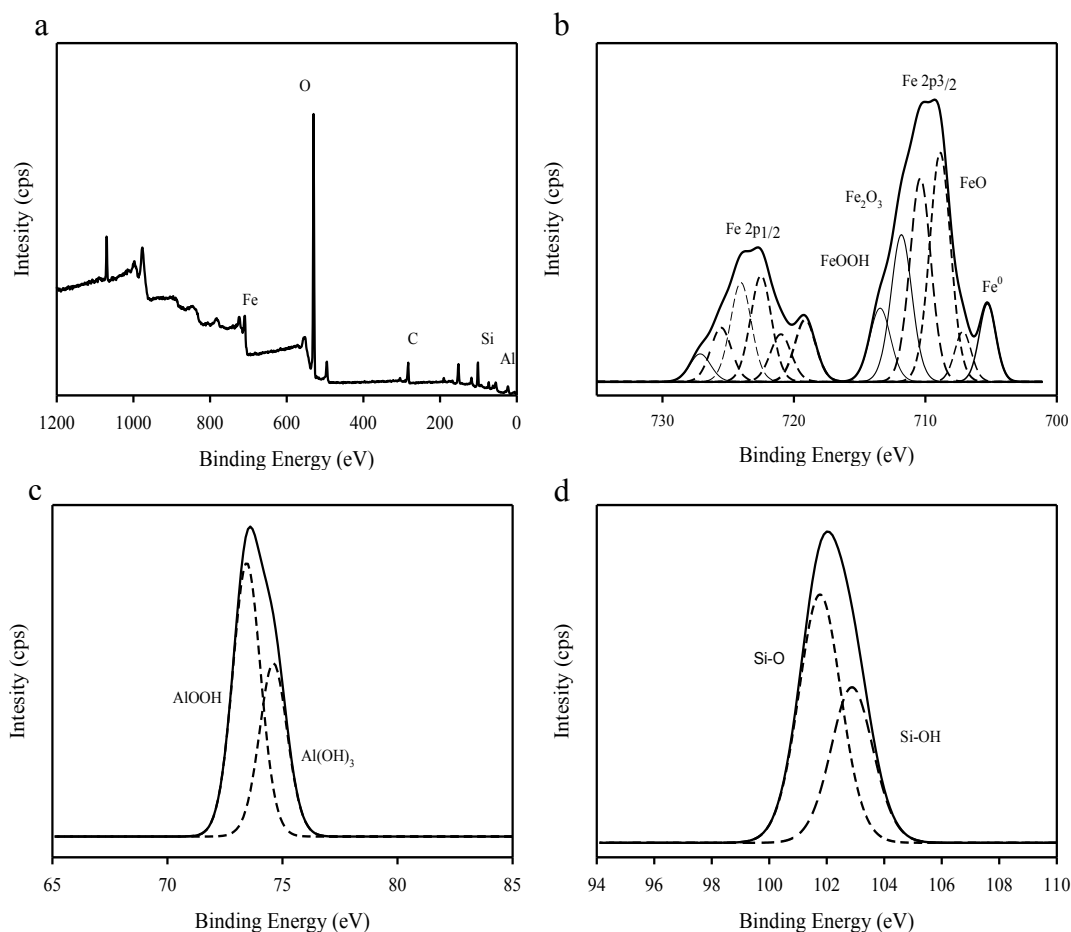 a
O
Fe
C
Si
Al
Intesity (cps)
1200 1000 800 600 400 200 0
Binding Energy (eV)
b
Fe 2p3/2
Fe₂O₃
FeO
Fe 2p1/2
FeOOH
Fe⁰
Intesity (cps)
730 720 710 700
Binding Energy (eV)
c
AlOOH
Al(OH)₃
Intesity (cps)
65 70 75 80 85
Binding Energy (eV)
d
Si-O
Si-OH
Intesity (cps)
94 96 98 100 102 104 106 108 110
Binding Energy (eV)